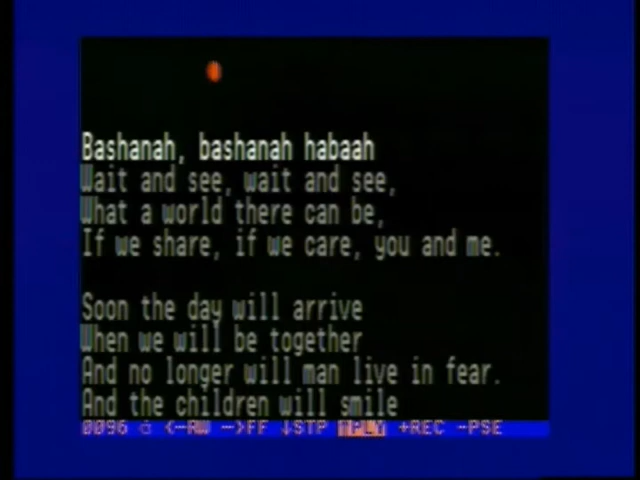 Bashanah, bashanah habaah
Wait and see, wait and see,
What a world there can be,
If we share, if we care, you and me.
Soon the day will arrive
When we will be together
And no longer will man live in fear.
And the children will smile
0096 <-RW ->FF ↓STP ↑PLY +REC -PSE